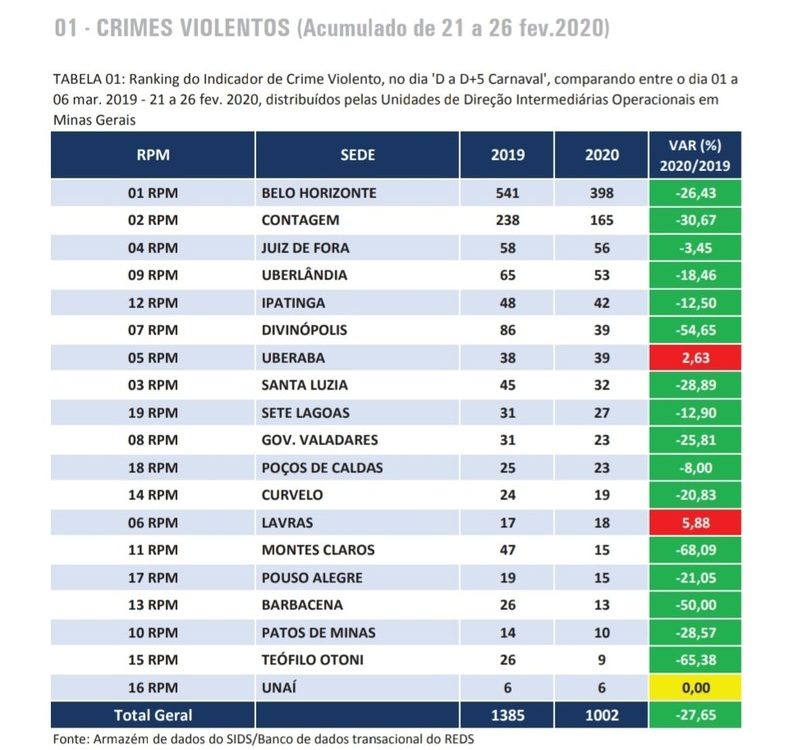 01 - CRIMES VIOLENTOS (Acumulado de 21 a 26 fev.2020)
TABELA 01: Ranking do Indicador de Crime Violento, no dia 'D a D+5 Carnaval', comparando entre o dia 01 a
06 mar. 2019 - 21 a 26 fev. 2020, distribuídos pelas Unidades de Direção Intermediárias Operacionais em
Minas Gerais
RPM SEDE 2019 2020 VAR (%) 2020/2019
01 RPM BELO HORIZONTE 541 398 -26,43
02 RPM CONTAGEM 238 165 -30,67
04 RPM JUIZ DE FORA 58 56 -3,45
09 RPM UBERLÂNDIA 65 53 -18,46
12 RPM IPATINGA 48 42 -12,50
07 RPM DIVINÓPOLIS 86 39 -54,65
05 RPM UBERABA 38 39 2,63
03 RPM SANTA LUZIA 45 32 -28,89
19 RPM SETE LAGOAS 31 27 -12,90
08 RPM GOV. VALADARES 31 23 -25,81
18 RPM POÇOS DE CALDAS 25 23 -8,00
14 RPM CURVELO 24 19 -20,83
06 RPM LAVRAS 17 18 5,88
11 RPM MONTES CLAROS 47 15 -68,09
17 RPM POUSO ALEGRE 19 15 -21,05
13 RPM BARBACENA 26 13 -50,00
10 RPM PATOS DE MINAS 14 10 -28,57
15 RPM TEÓFILO OTONI 26 9 -65,38
16 RPM UNAÍ 6 6 0,00
Total Geral 1385 1002 -27,65
Fonte: Armazém de dados do SIDS/Banco de dados transacional do REDS